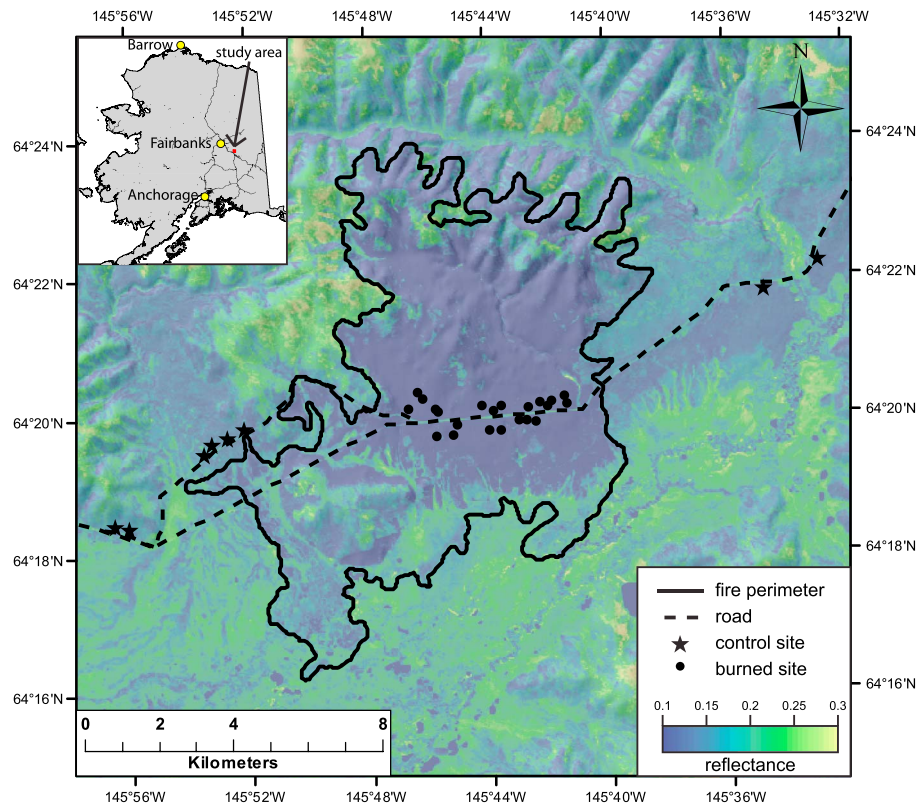 145°56'W 145°52'W 145°48'W 145°44'W 145°40'W 145°36'W 145°32'W
N
Barrow
study area
Fairbanks
Anchorage
64°24'N 64°24'N
64°22'N 64°22'N
64°20'N 64°20'N
64°18'N 64°18'N
64°16'N 64°16'N
fire perimeter
road
control site
burned site
0.1 0.15 0.2 0.25 0.3
reflectance
0 2 4 8
Kilometers
145°56'W 145°52'W 145°48'W 145°44'W 145°40'W 145°36'W